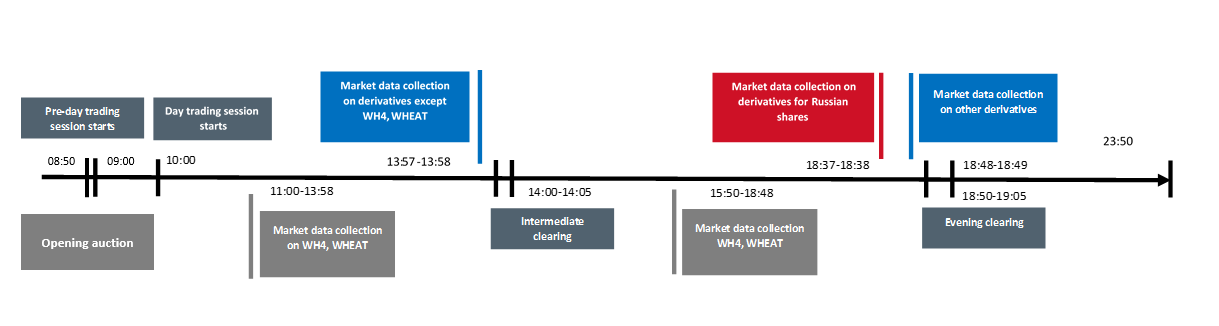 Pre-day trading
session starts
Day trading session
starts
Market data collection
on derivatives except
WH4, WHEAT
Market data collection on
derivatives for Russian
shares
Market data collection
on other derivatives
23:50
08:50
09:00
10:00
13:57-13:58
18:37-18:38
18:48-18:49
11:00-13:58
14:00-14:05
15:50-18:48
18:50-19:05
Opening auction
Market data collection
on WH4, WHEAT
Intermediate
clearing
Market data collection
WH4, WHEAT
Evening clearing